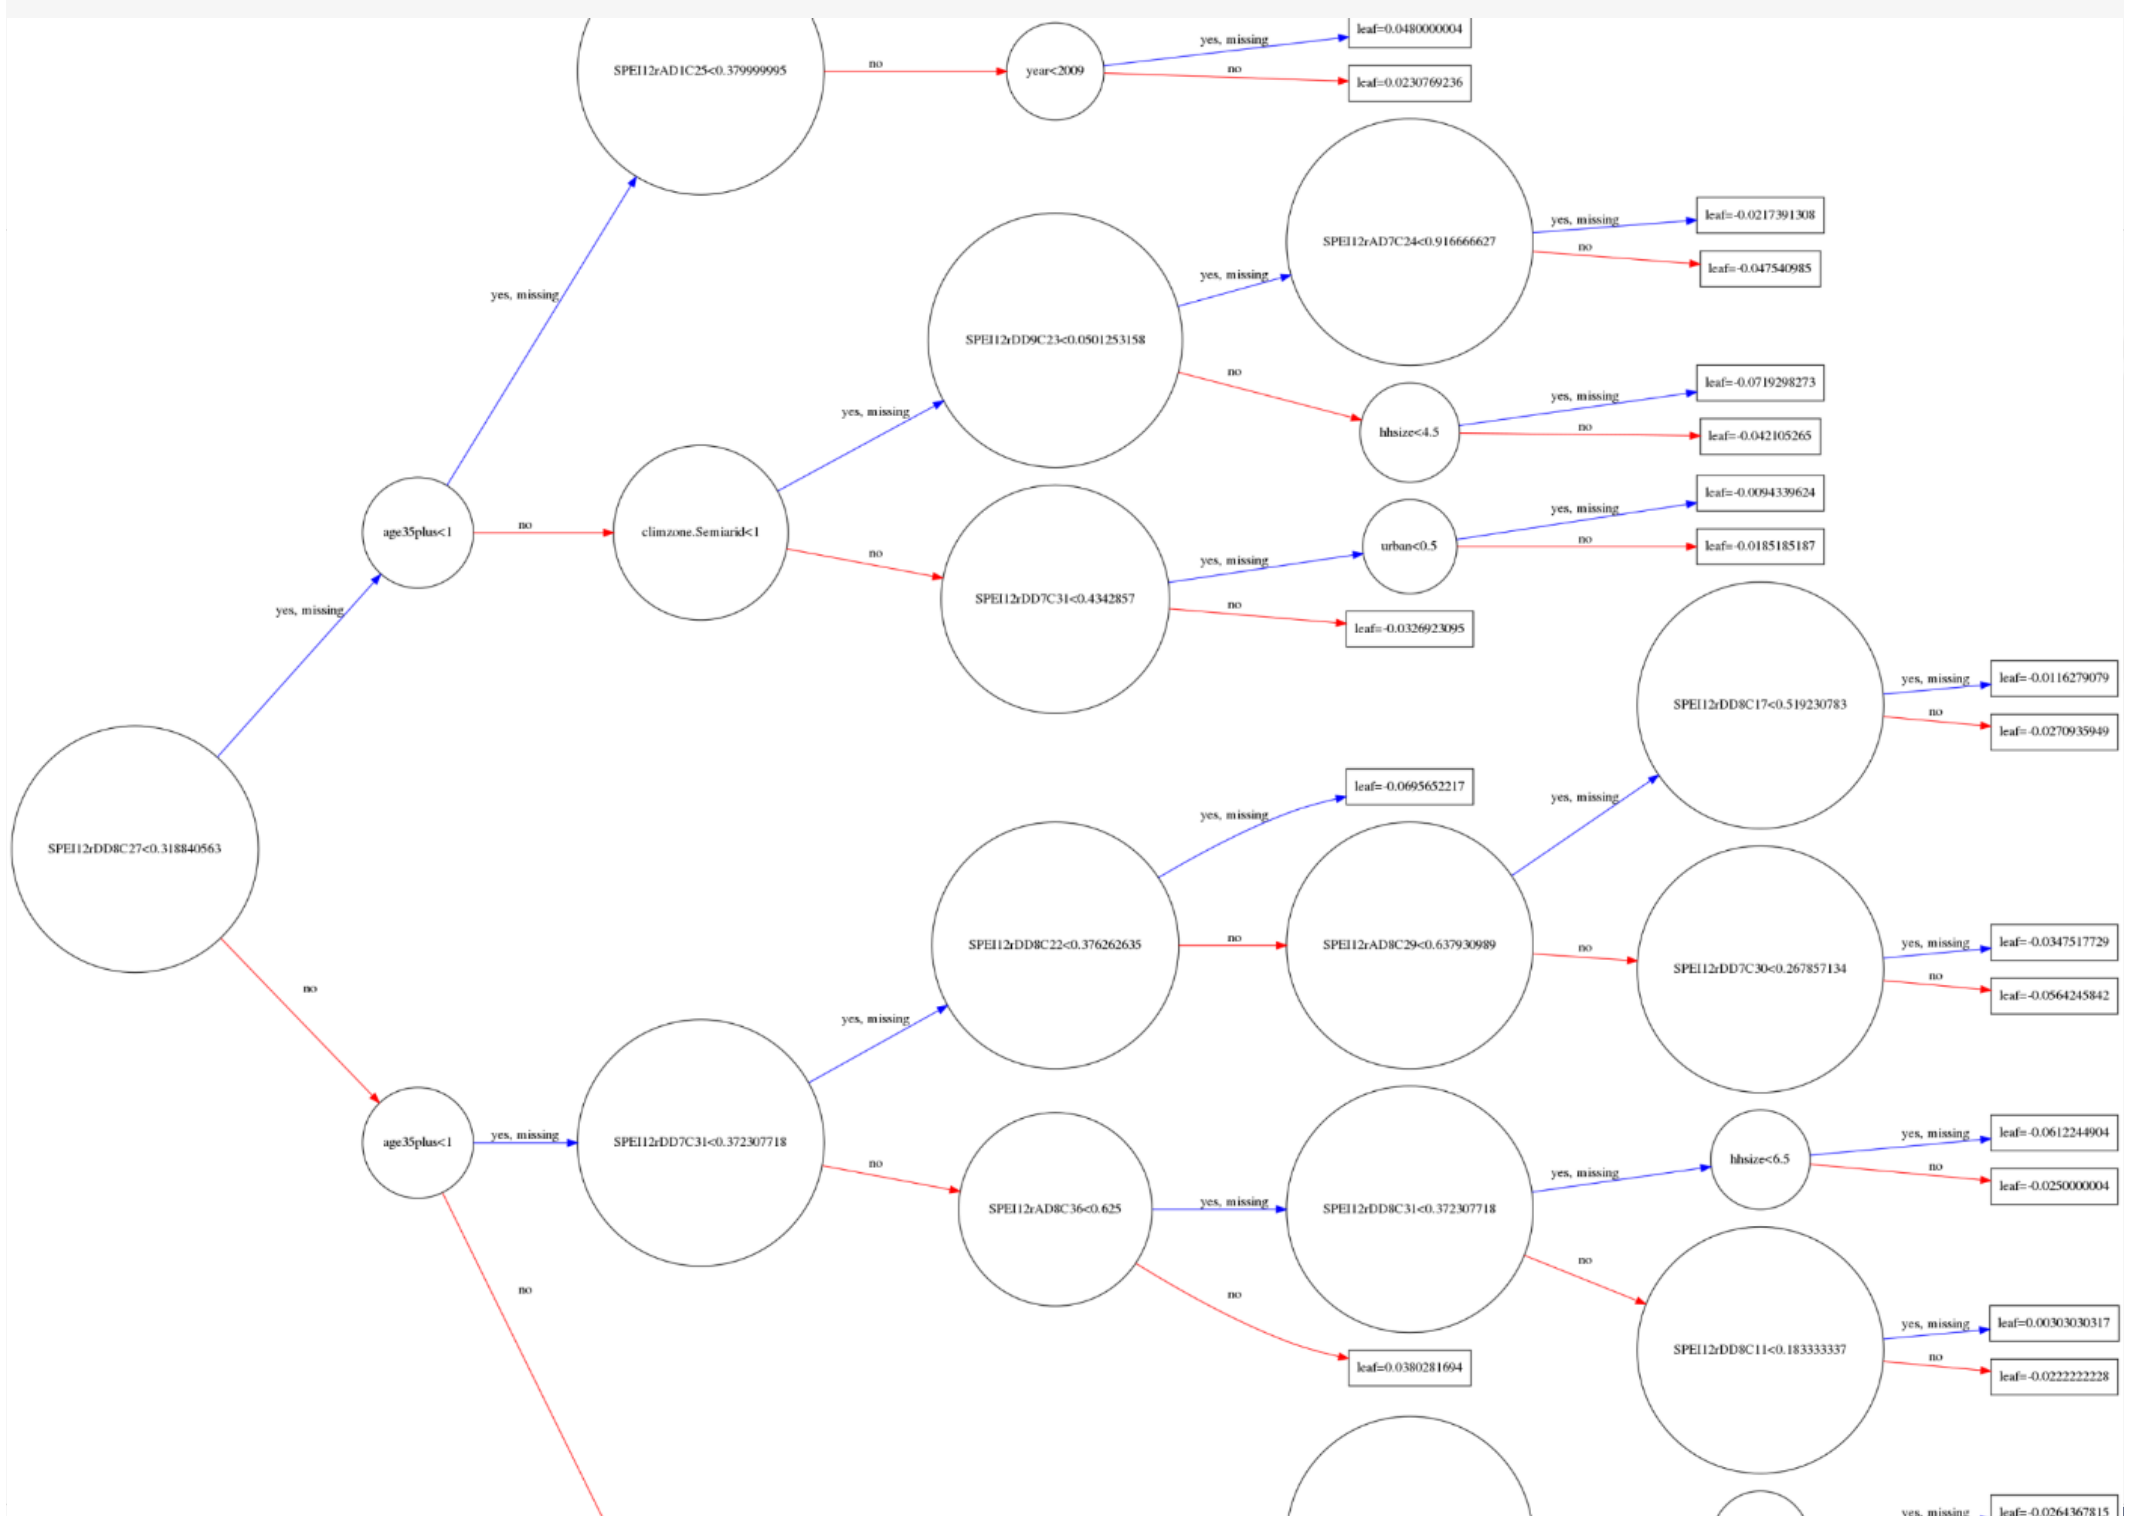 leaf=0.0480000004
yes, missing
SPEI12rAD1C25<0.379999995
no
year<2009
no
leaf=0.0230769236
yes, missing
leaf=-0.0217391308
SPEI12rAD7C24<0.916666627
no
leaf=-0.047540985
yes, missing
yes, missing
SPEI12rDD9C23<0.0501253158
no
yes, missing
leaf=-0.0719298273
yes, missing
hhsize<4.5
no
leaf=-0.042105265
leaf=-0.0094339624
yes, missing
age35plus<1
no
climzone.Semiarid<1
no
urban<0.5
no
leaf=-0.0185185187
yes, missing
SPEI12rDD7C31<0.4342857
no
leaf=-0.0326923095
yes, missing
yes, missing
leaf=-0.0116279079
SPEI12rDD8C17<0.519230783
no
leaf=-0.0270935949
leaf=-0.0695652217
yes, missing
yes, missing
SPEI12rDD8C27<0.318840563
SPEI12rDD8C22<0.376262635
no
SPEI12rAD8C29<0.637930989
no
yes, missing
leaf=-0.0347517729
SPEI12rDD7C30<0.267857134
no
leaf=-0.0564245842
no
yes, missing
age35plus<1
yes, missing
SPEI12rDD7C31<0.372307718
no
yes, missing
leaf=-0.0612244904
hhsize<6.5
no
leaf=-0.0250000004
yes, missing
SPEI12rAD8C36<0.625
yes, missing
SPEI12rDD8C31<0.372307718
no
no
no
yes, missing
leaf=0.00303030317
SPEI12rDD8C11<0.183333337
no
leaf=-0.0222222228
leaf=0.0380281694
yes, missing
leaf=-0.0264367815